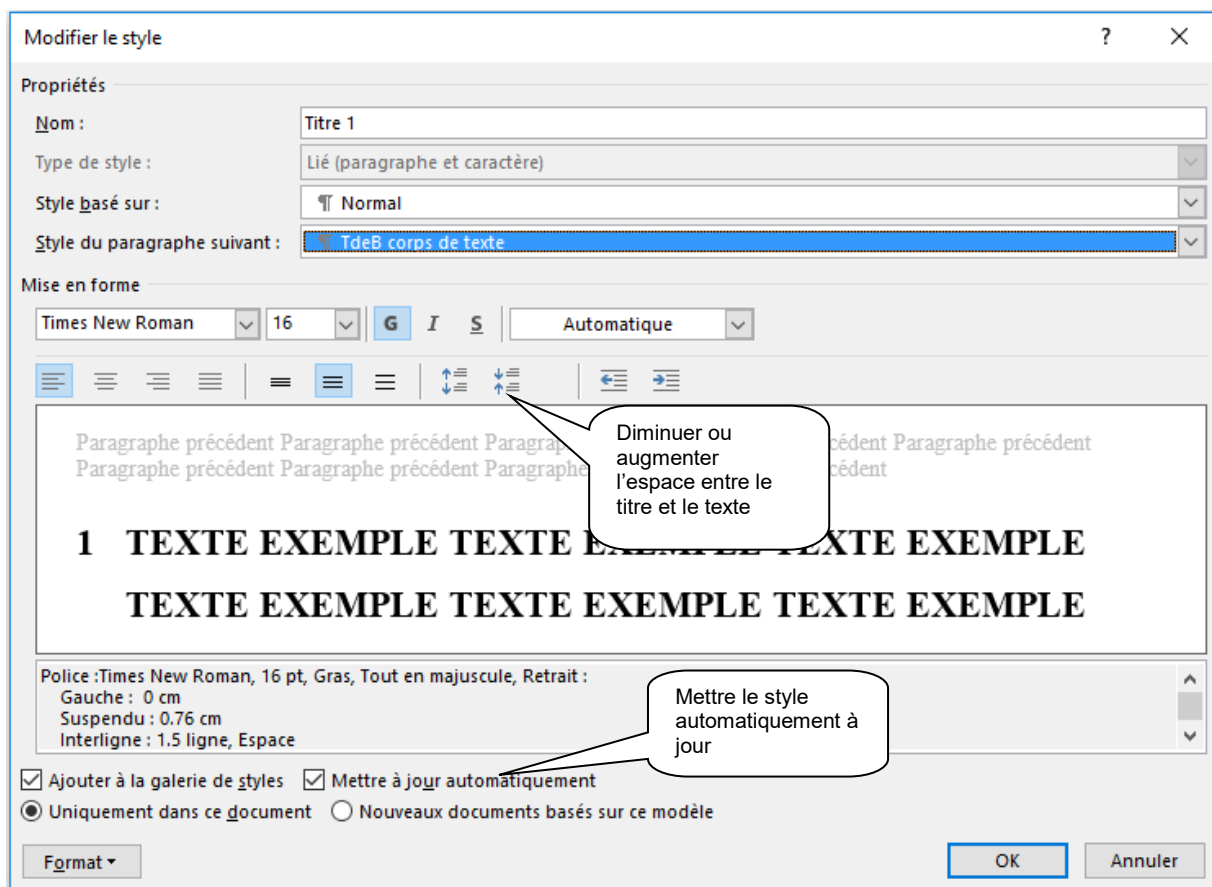 Modifier le style
?
Propriétés
Nom :
Titre 1
Type de style :
Lié (paragraphe et caractère)
Style basé sur :
¶ Normal
Style du paragraphe suivant :
¶ TdeB corps de texte
Mise en forme
Times New Roman
16
G
I
S
Automatique
Paragraphe précédent Paragraphe précédent cédent Paragraphe précédent
Paragraphe précédent Paragraphe précédent Paragraphe cédent
Diminuer ou
augmenter
l’espace entre le
titre et le texte
1 TEXTE EXEMPLE TEXTE EXEMPLE TEXTE EXEMPLE
TEXTE EXEMPLE TEXTE EXEMPLE TEXTE EXEMPLE
Police :Times New Roman, 16 pt, Gras, Tout en majuscule, Retrait :
Gauche : 0 cm
Suspendu : 0.76 cm
Interligne : 1.5 ligne, Espace
Mettre le style
automatiquement à
jour
Ajouter à la galerie de styles
Mettre à jour automatiquement
Uniquement dans ce document
Nouveaux documents basés sur ce modèle
Format
OK
Annuler